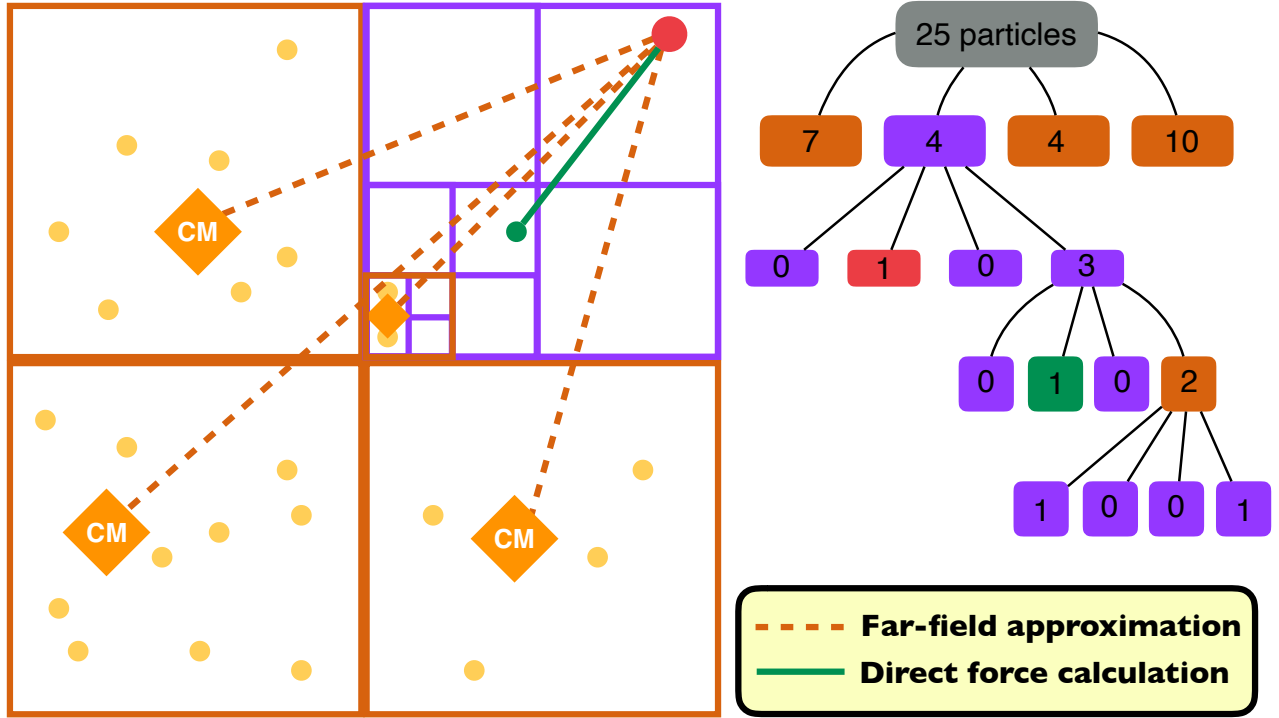 25 particles
7 4 4 10
0 1 0 3
0 1 0 2
1 0 0 1
CM
CM
CM
Far-field approximation
Direct force calculation